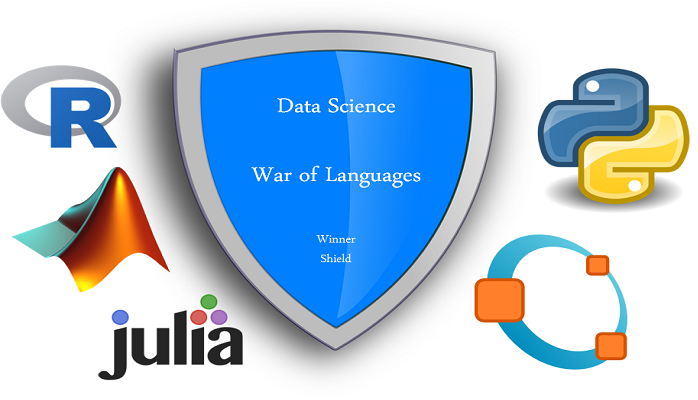 R
Data Science
War of Languages
Winner
Shield
julia